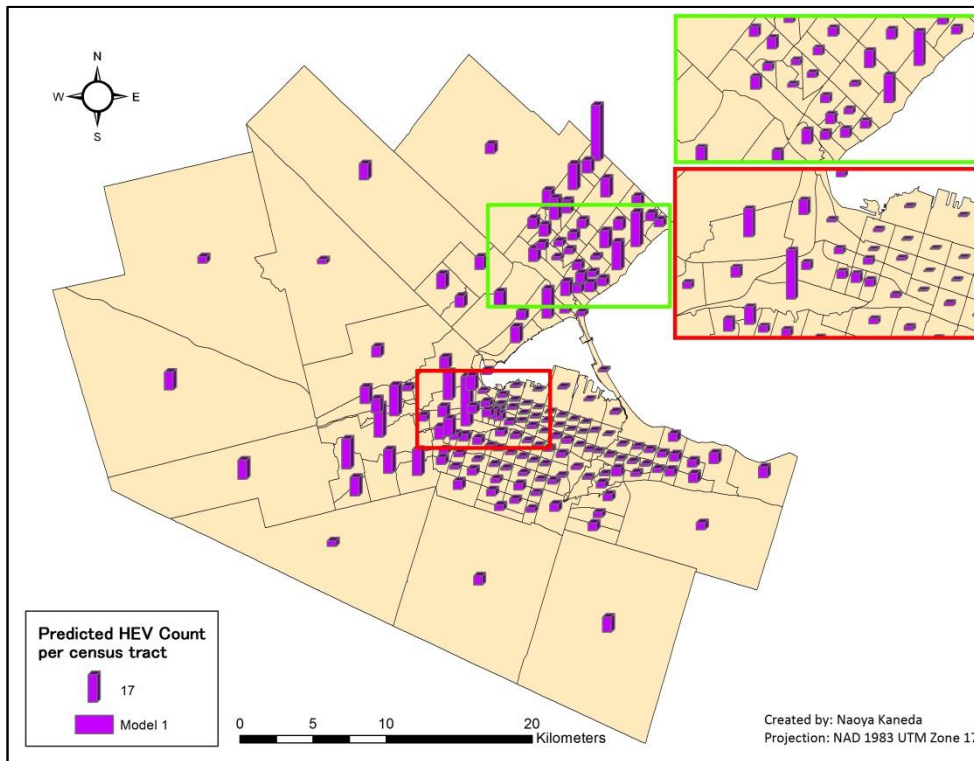 N
W E
S
Predicted HEV Count
per census tract
17
Model 1
0 5 10 20
Kilometers
Created by: Naoya Kaneda
Projection: NAD 1983 UTM Zone 17